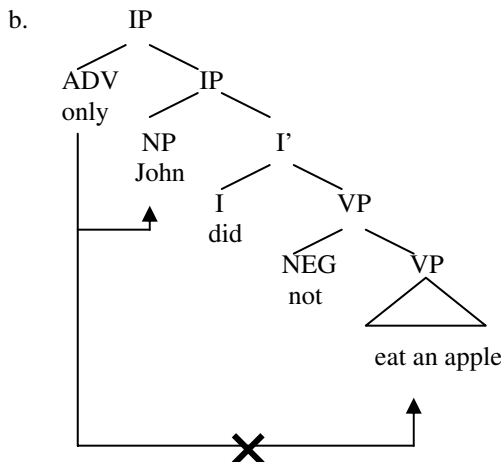 b. IP
ADV IP
only
NP I’
John
I VP
did
NEG VP
not
eat an apple